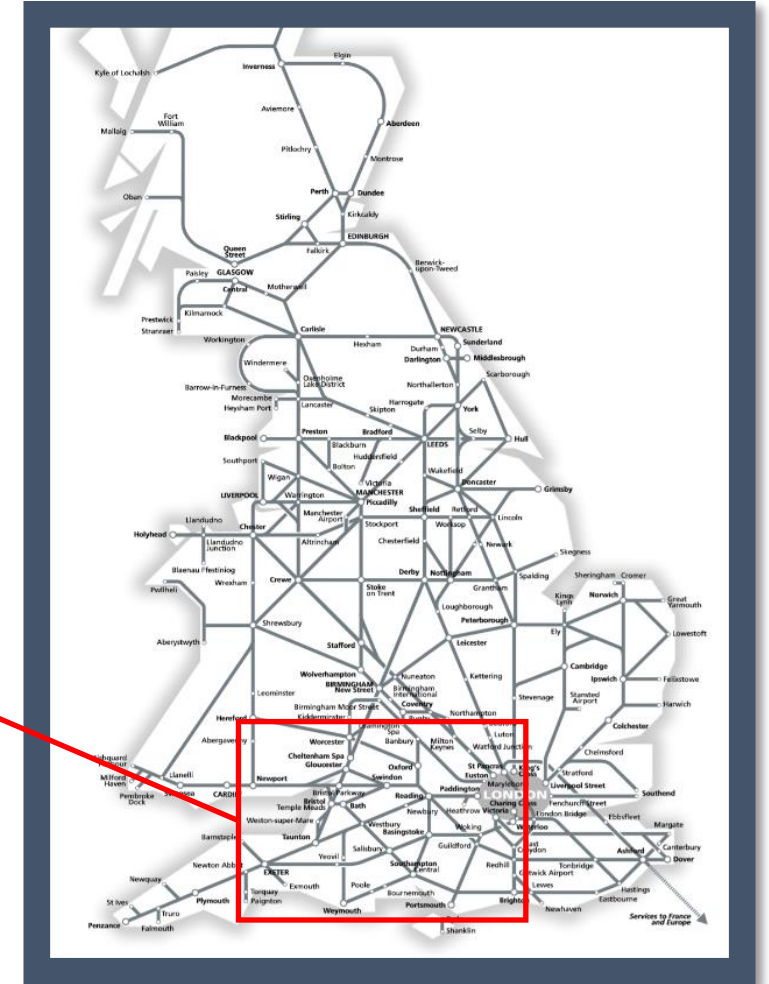 Elgin
Inverness
Kyle of Lochalsh
Aviemore
Fort
William
Aberdeen
Mallaig
Pitlochry
Montrose
Perth
Dundee
Oban
Stirling
Kirkcaldy
EDINBURGH
Queen
Street
Falkirk
Berwick-
upon-Tweed
Paisley
GLASGOW
Central
Motherwell
Kilmarnock
Prestwick
Stranraer
Carlisle
NEWCASTLE
Workington
Hexham
Sunderland
Durham
Darlington
Middlesbrough
Windermere
Scarborough
Oxenholme
Lake District
Barrow-in-Furness
Northallerton
Morecambe
Heysham Port
Lancaster
Harrogate
York
Skipton
Blackpool
Preston
Bradford
Selby
Hull
Blackburn
LEEDS
Huddersfield
Southport
Bolton
Wakefield
Wigan
Victoria
Doncaster
LIVERPOOL
Warrington
MANCHESTER
Piccadilly
Grimsby
Manchester
Airport
Sheffield
Retford
Llandudno
Stockport
Worksop
Lincoln
Holyhead
Chester
Llandudno
Junction
Altrincham
Chesterfield
Newark
Skegness
Blaenau Ffestiniog
Wrexham
Crewe
Stoke
on Trent
Derby
Nottingham
Spalding
Sheringham
Cromer
Pwllheli
Grantham
Kings
Lynn
Norwich
Great
Yarmouth
Loughborough
Shrewsbury
Peterborough
Ely
Lowestoft
Aberystwyth
Stafford
Leicester
Wolverhampton
Nuneaton
Kettering
Cambridge
BIRMINGHAM
New Street
Birmingham
International
Ipswich
Felixstowe
Leominster
Coventry
Stevenage
Stansted
Airport
Harwich
Birmingham Moor Street
Kidderminster
Rugby
Northampton
Hereford
Leamington
Spa
Colchester
Abergavenny
Worcester
Banbury
Milton
Keynes
Luton
Watford Junction
Chelmsford
Cheltenham Spa
Gloucester
Oxford
St Pancras
Euston
King's
Cross
Stratford
Milford
Haven
Llanelli
Newport
Swindon
Marylebone
Liverpool Street
Pembroke
Dock
Swansea
CARDIFF
Bristol Parkway
Reading
Paddington
LONDON
Southend
Bristol
Temple Meads
Bath
Newbury
Heathrow
Victoria
Charing Cross
Fenchurch Street
London Bridge
Ebbsfleet
Weston-super-Mare
Westbury
Basingstoke
Woking
Waterloo
Margate
Barnstaple
Taunton
Guildford
East
Croydon
Canterbury
Salisbury
Ashford
Dover
Newton Abbot
Yeovil
Southampton
Central
Redhill
Tonbridge
EXETER
Gatwick Airport
Newquay
Exmouth
Poole
Lewes
Hastings
Torquay
Paignton
Bournemouth
Brighton
Eastbourne
St Ives
Plymouth
Weymouth
Portsmouth
Newhaven
Truro
Penzance
Falmouth
Services to France
and Europe
Shanklin